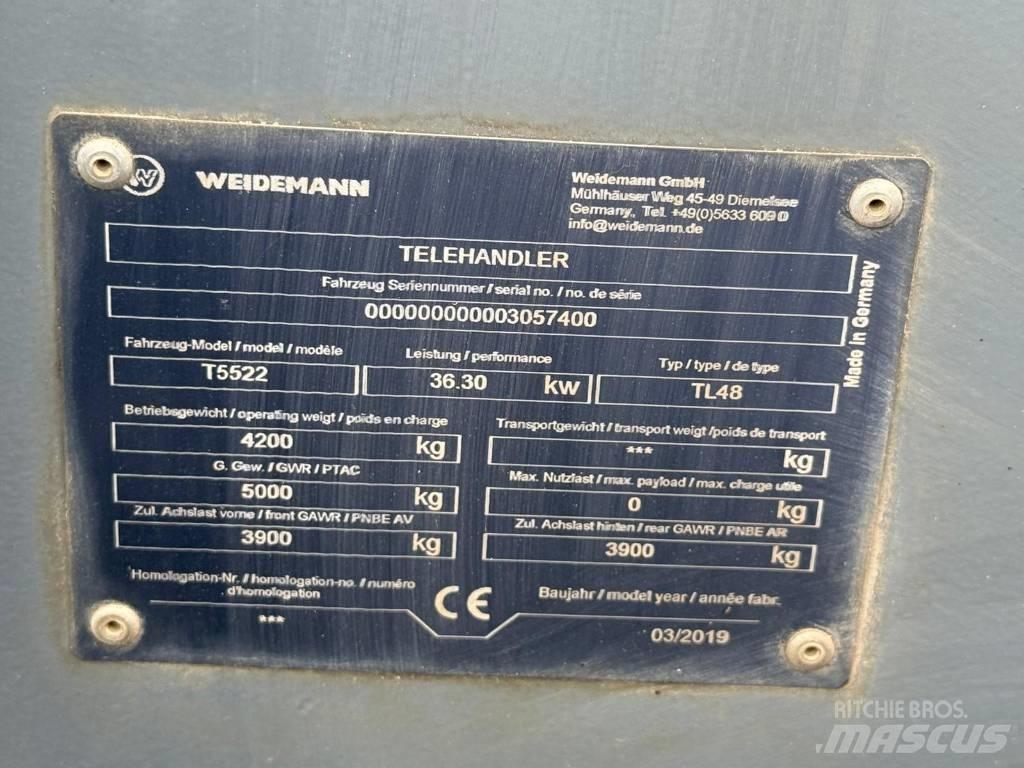 W WEIDEMANN
Weidemann GmbH
Mühlhäuser Weg 45-49 Diemelsee
Germany, Tel. +49(0)5633 609 0
info@weidemann.de
TELEHANDLER
Fahrzeug Seriennummer / serial no. / no. de série
000000000003057400
Made in Germany
Fahrzeug-Model / model / modèle
Leistung / performance
Typ / type / de type
T5522
36.30 kw
TL48
Betriebsgewicht / operating weigt / poids en charge
Transportgewicht / transport weigt /poids de transport
4200 kg
*** kg
G. Gew. / GWR / PTAC
Max. Nutzlast / max. payload / max. charge utile
5000 kg
0 kg
Zul. Achslast vorne / front GAWR / PNBE AV
Zul. Achslast hinten / rear GAWR / PNBE AR
3900 kg
3900 kg
Homologation-Nr. / homologation-no. / numéro
d'homologation
***
CE
Baujahr / model year / année fabr.
03/2019
RITCHIE BROS.
MASCUS